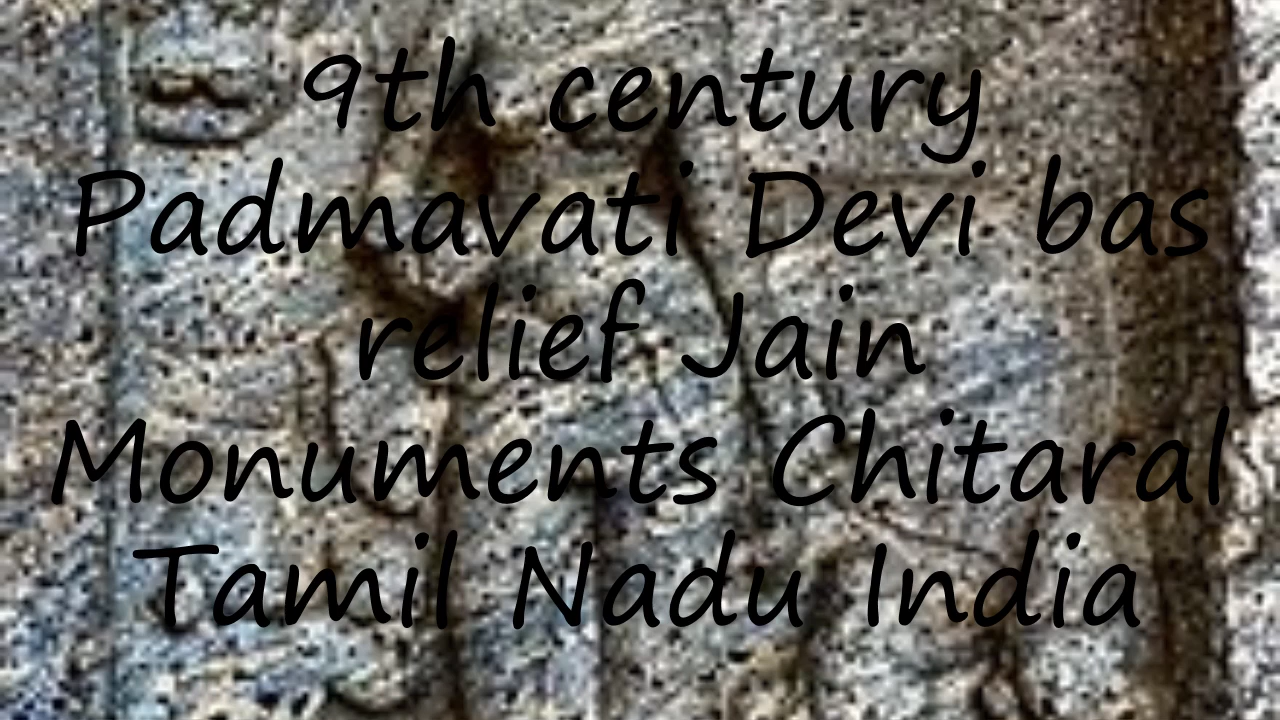 9th century
Padmavati Devi bas
relief Jain
Monuments Chitaral
Tamil Nadu India